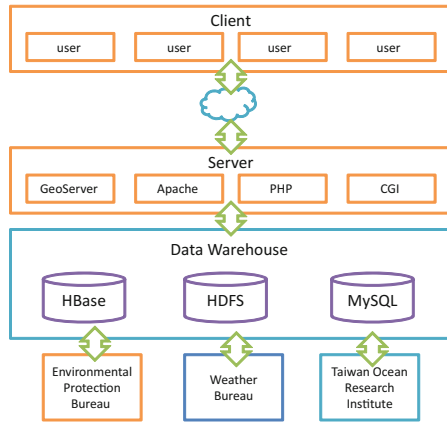 Client
user user user user
Server
GeoServer Apache PHP CGI
Data Warehouse
HBase HDFS MySQL
Environmental
Protection
Bureau
Weather
Bureau
Taiwan Ocean
Research
Institute